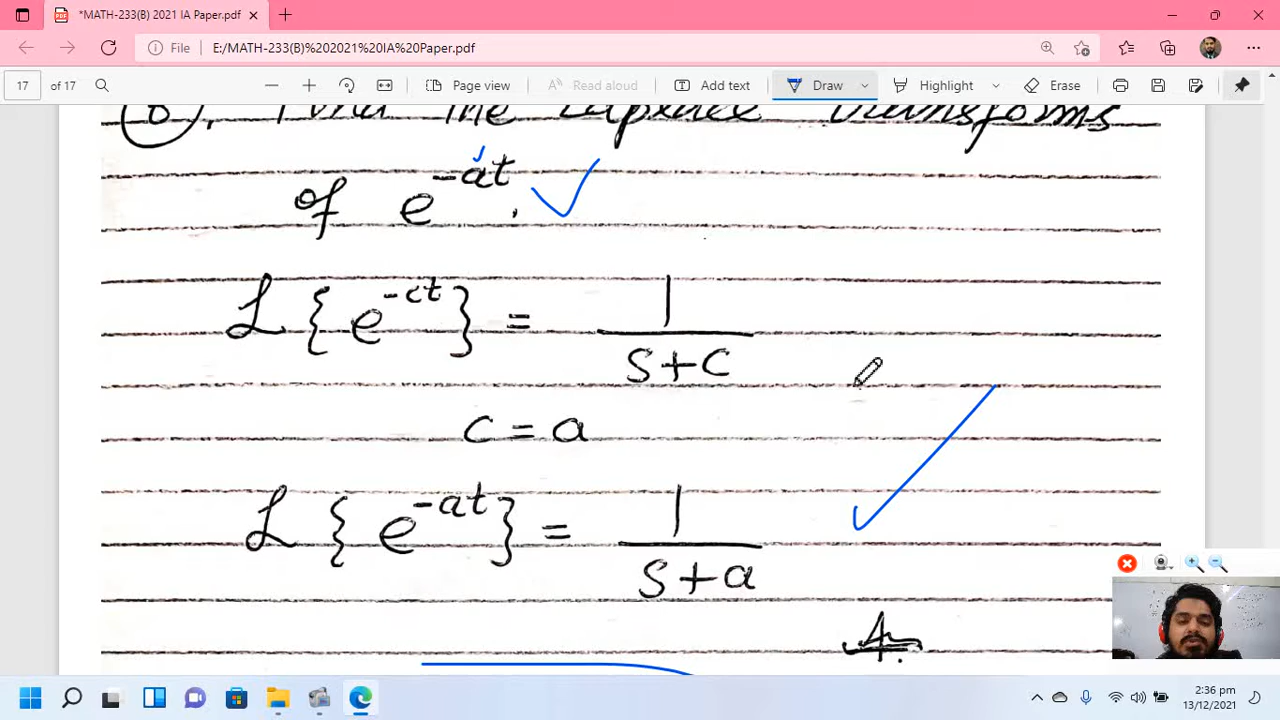 *MATH-233(B) 2021 IA Paper.pdf
File E:/MATH-233(B)%202021%20IA%20Paper.pdf
17 of 17 Page view Read aloud Add text Draw Highlight Erase
(b). Find the Laplace transforms
of e^{-at}.
ℒ{e^{-ct}} = 1/(s+c)
c = a
ℒ{e^{-at}} = 1/(s+a)
2:36 pm
13/12/2021